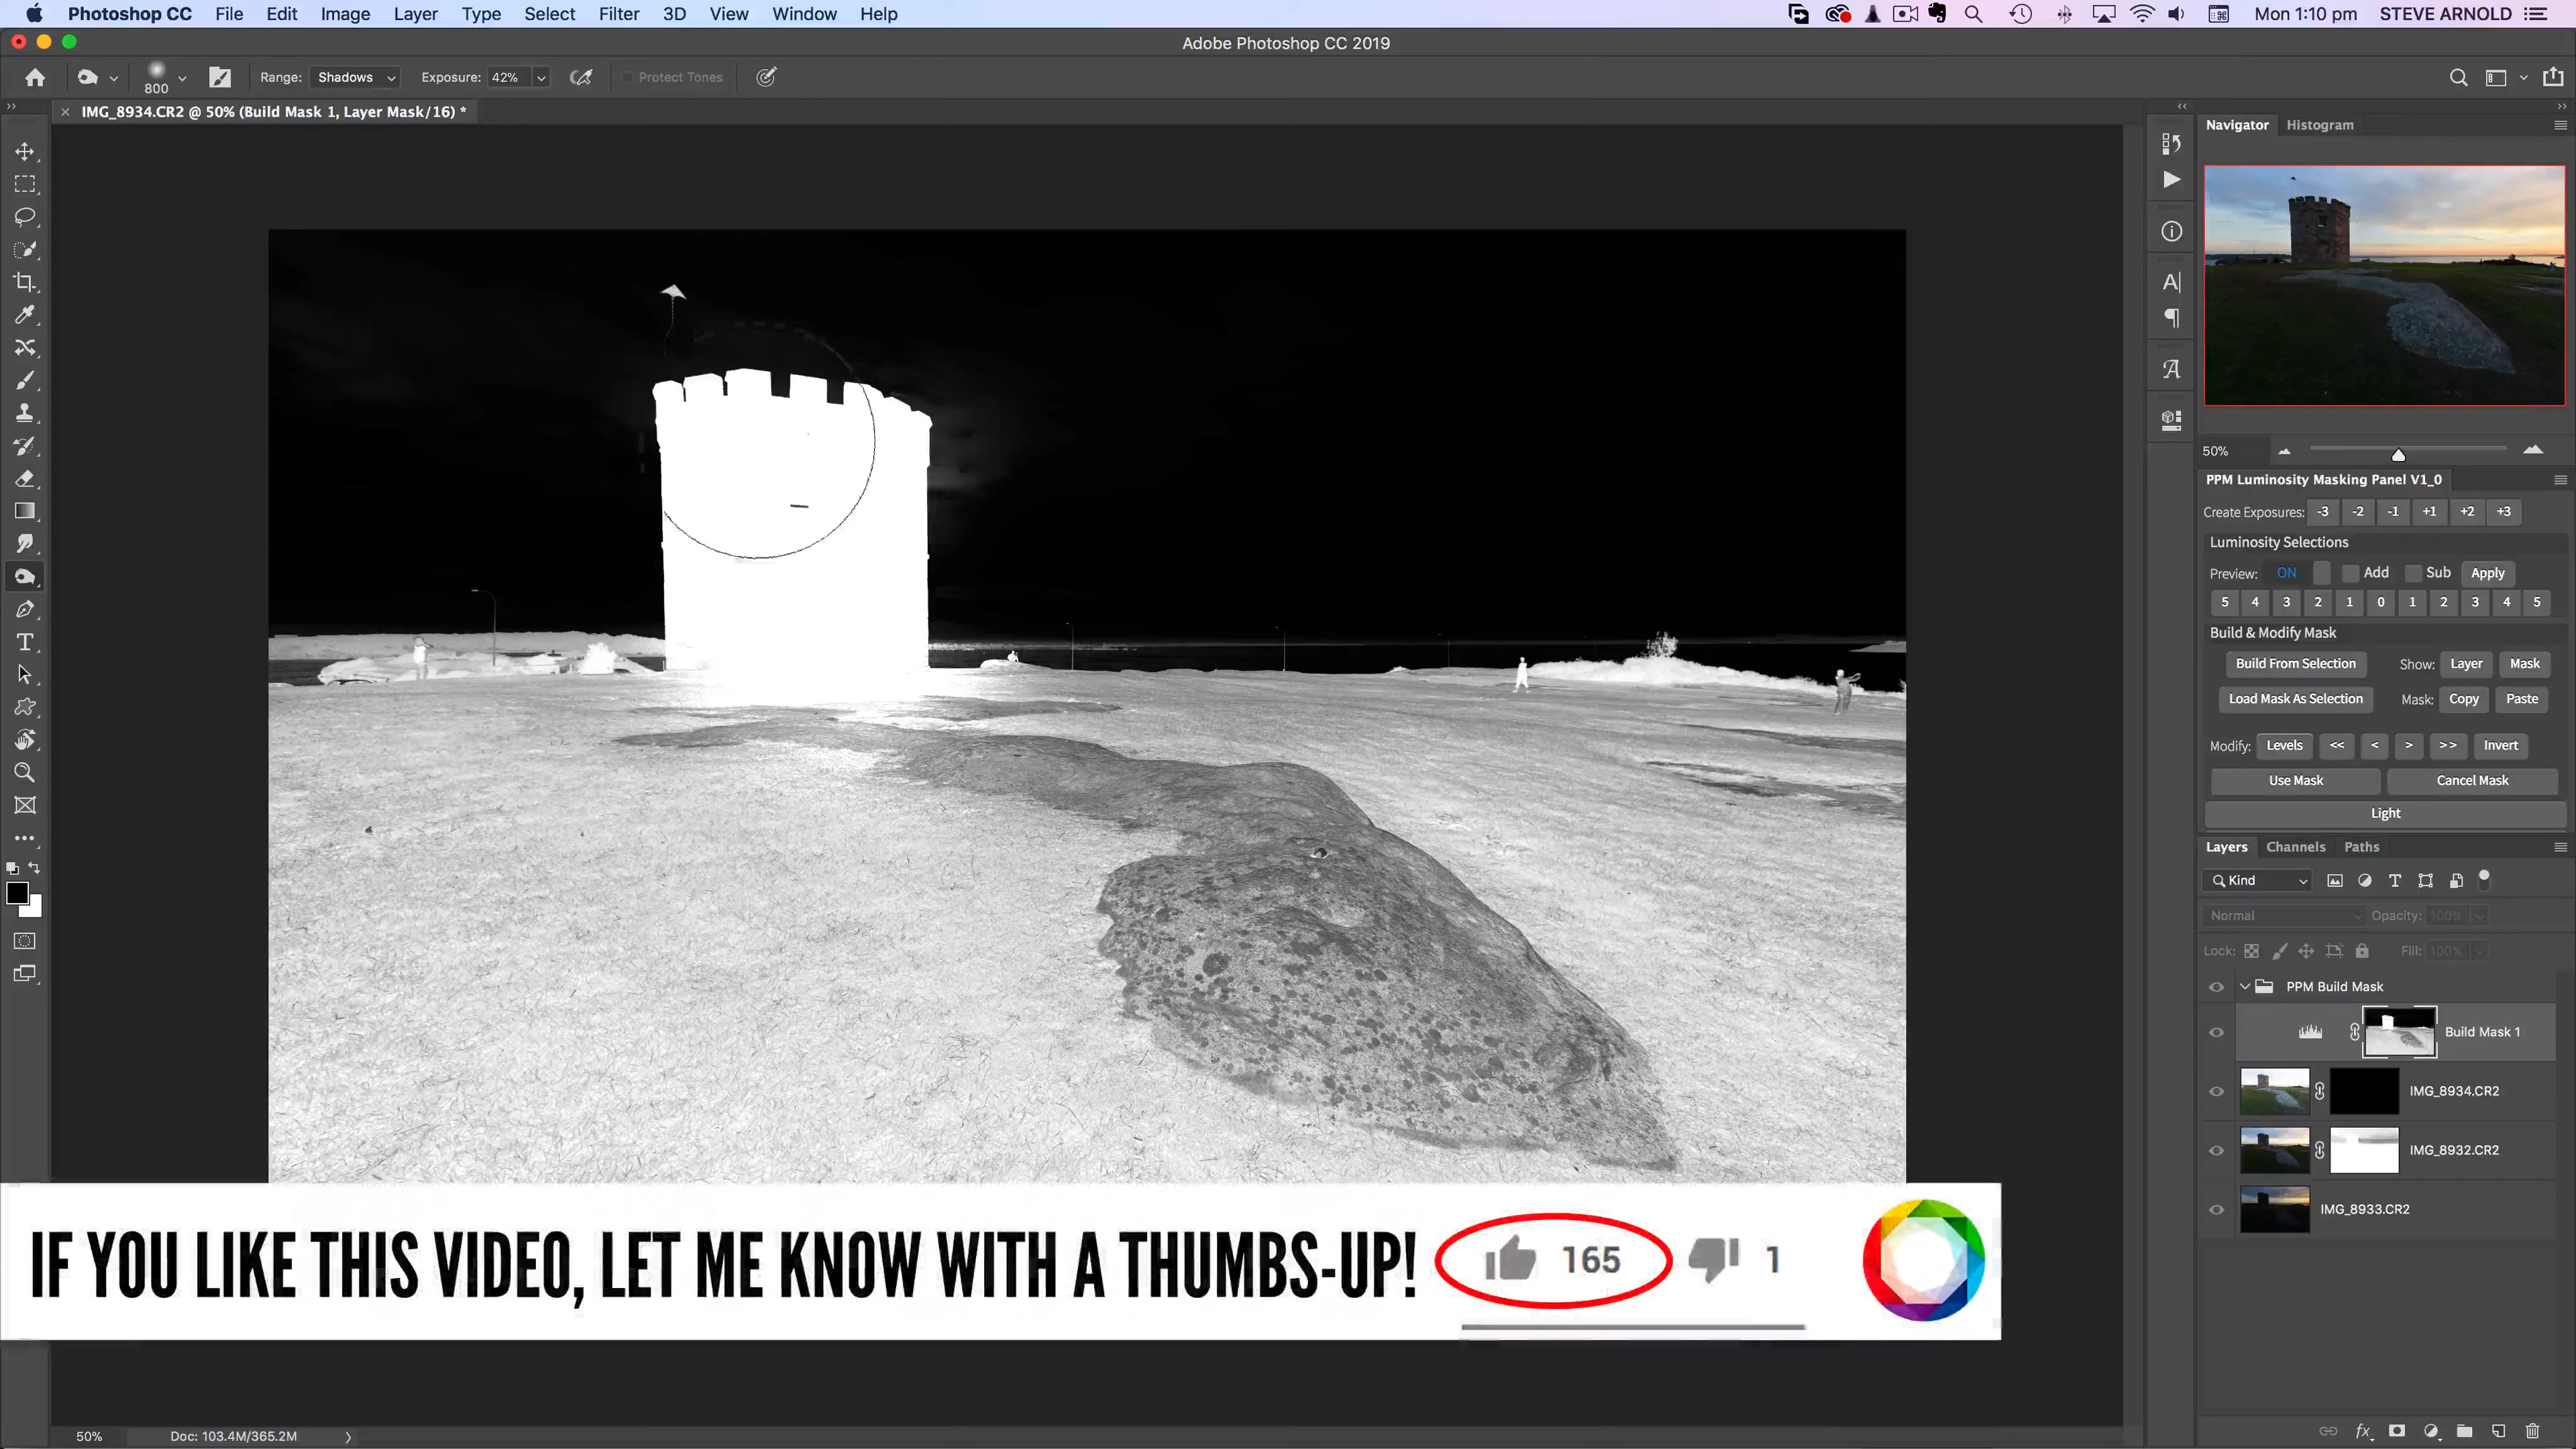 Photoshop CC File Edit Image Layer Type Select Filter 3D View Window Help Mon 1:10 pm STEVE ARNOLD
Adobe Photoshop CC 2019
800 Range: Shadows Exposure: 42% Protect Tones
IMG_8934.CR2 @ 50% (Build Mask 1, Layer Mask/16) *
Navigator Histogram
50%
PPM Luminosity Masking Panel V1_0
Create Exposures: -3 -2 -1 +1 +2 +3
Luminosity Selections
Preview: ON Add Sub Apply
5 4 3 2 1 0 1 2 3 4 5
Build & Modify Mask
Build From Selection Show: Layer Mask
Load Mask As Selection Mask: Copy Paste
Modify: Levels << < > >> Invert
Use Mask Cancel Mask
Light
Layers Channels Paths
Kind
Normal Opacity: 100%
Lock: Fill: 100%
PPM Build Mask
Build Mask 1
IMG_8934.CR2
IMG_8932.CR2
IMG_8933.CR2
IF YOU LIKE THIS VIDEO, LET ME KNOW WITH A THUMBS-UP! 165 1
50% Doc: 103.4M/365.2M